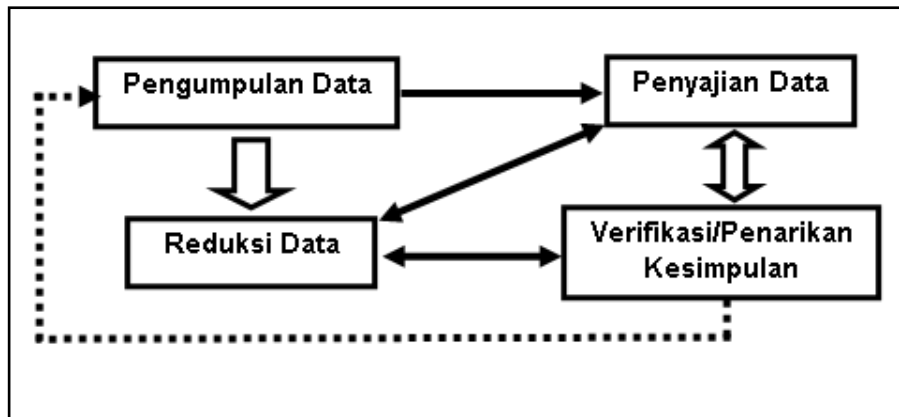 Pengumpulan Data
Penyajian Data
Reduksi Data
Verifikasi/Penarikan
Kesimpulan